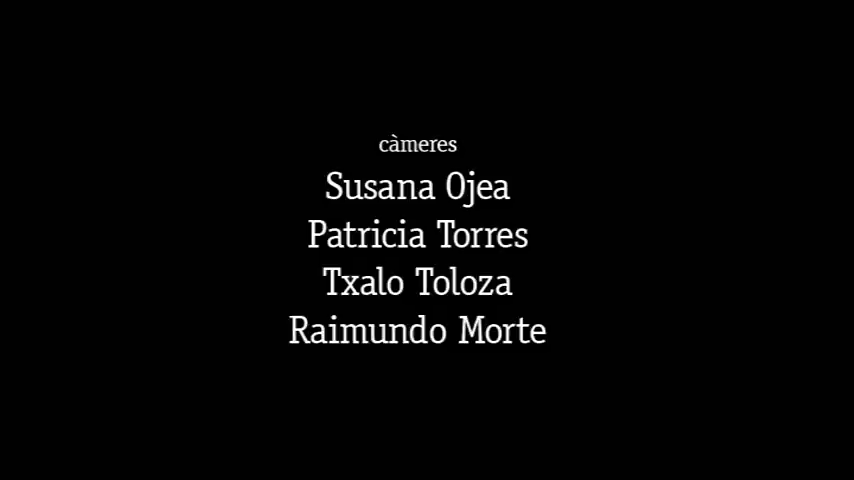 càmeres
Susana Ojea
Patricia Torres
Txalo Toloza
Raimundo Morte